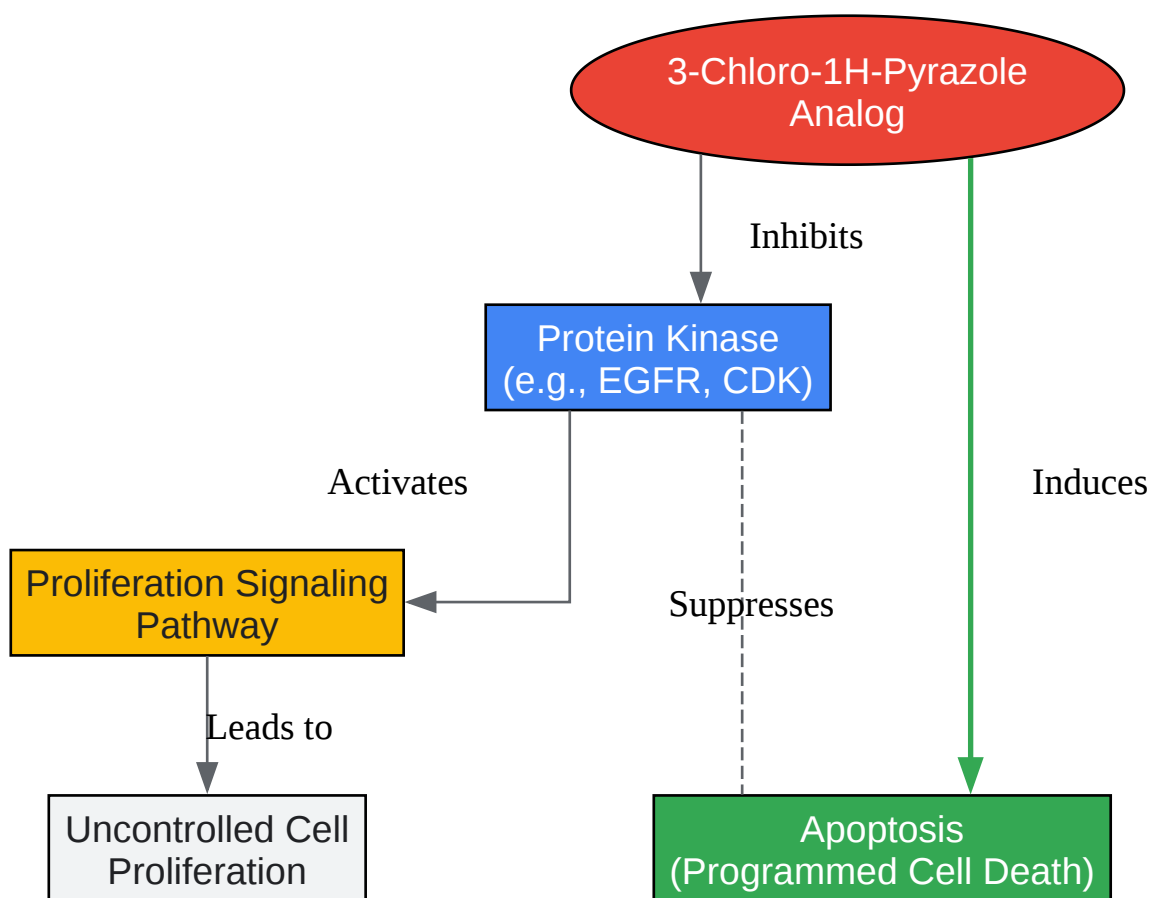 3-Chloro-1H-Pyrazole
Analog
Inhibits
Protein Kinase
(e.g., EGFR, CDK)
Activates
Induces
Proliferation Signaling
Pathway
Suppresses
Leads to
Uncontrolled Cell
Proliferation
Apoptosis
(Programmed Cell Death)